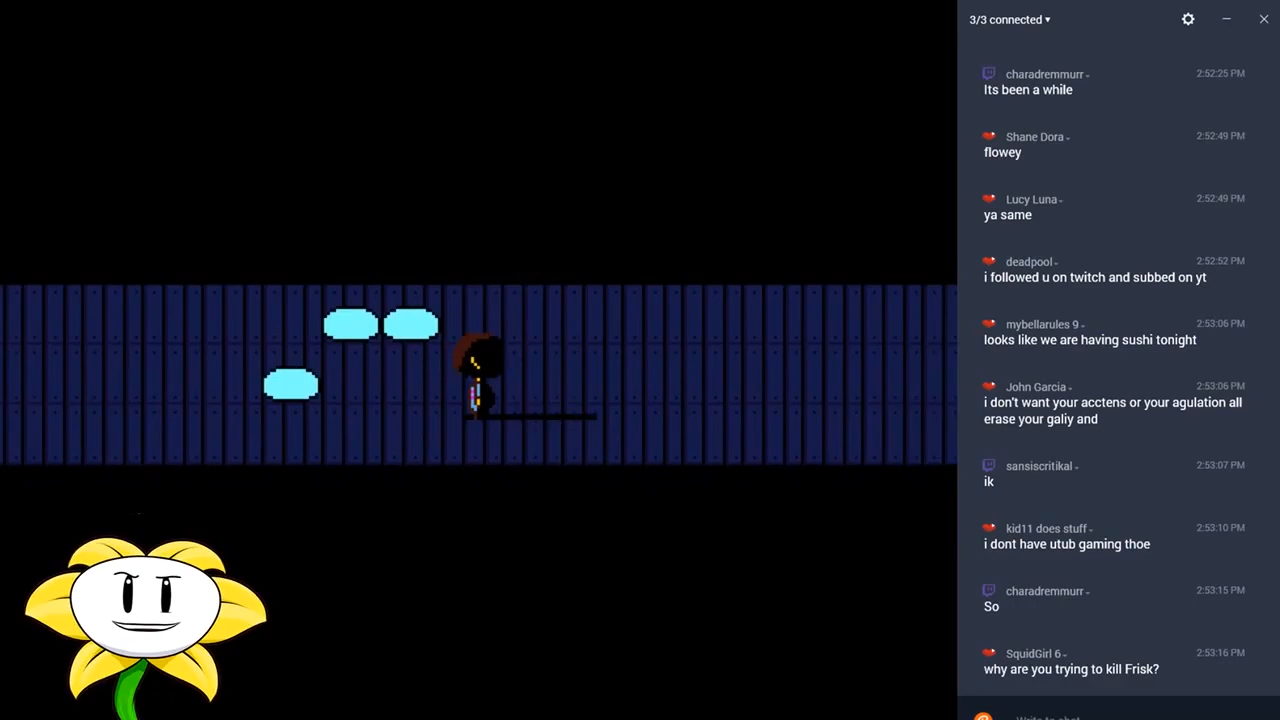 3/3 connected ▾
charadremmurr
2:52:25 PM
Its been a while
Shane Dora
2:52:49 PM
flowey
Lucy Luna
2:52:49 PM
ya same
deadpool
2:52:52 PM
i followed u on twitch and subbed on yt
mybellarules 9
2:53:06 PM
looks like we are having sushi tonight
John Garcia
2:53:06 PM
i don't want your acctens or your agulation all
erase your galiy and
sansiscritikal
2:53:07 PM
ik
kid11 does stuff
2:53:10 PM
i dont have utub gaming thoe
charadremmurr
2:53:15 PM
So
SquidGirl 6
2:53:16 PM
why are you trying to kill Frisk?
Write to chat